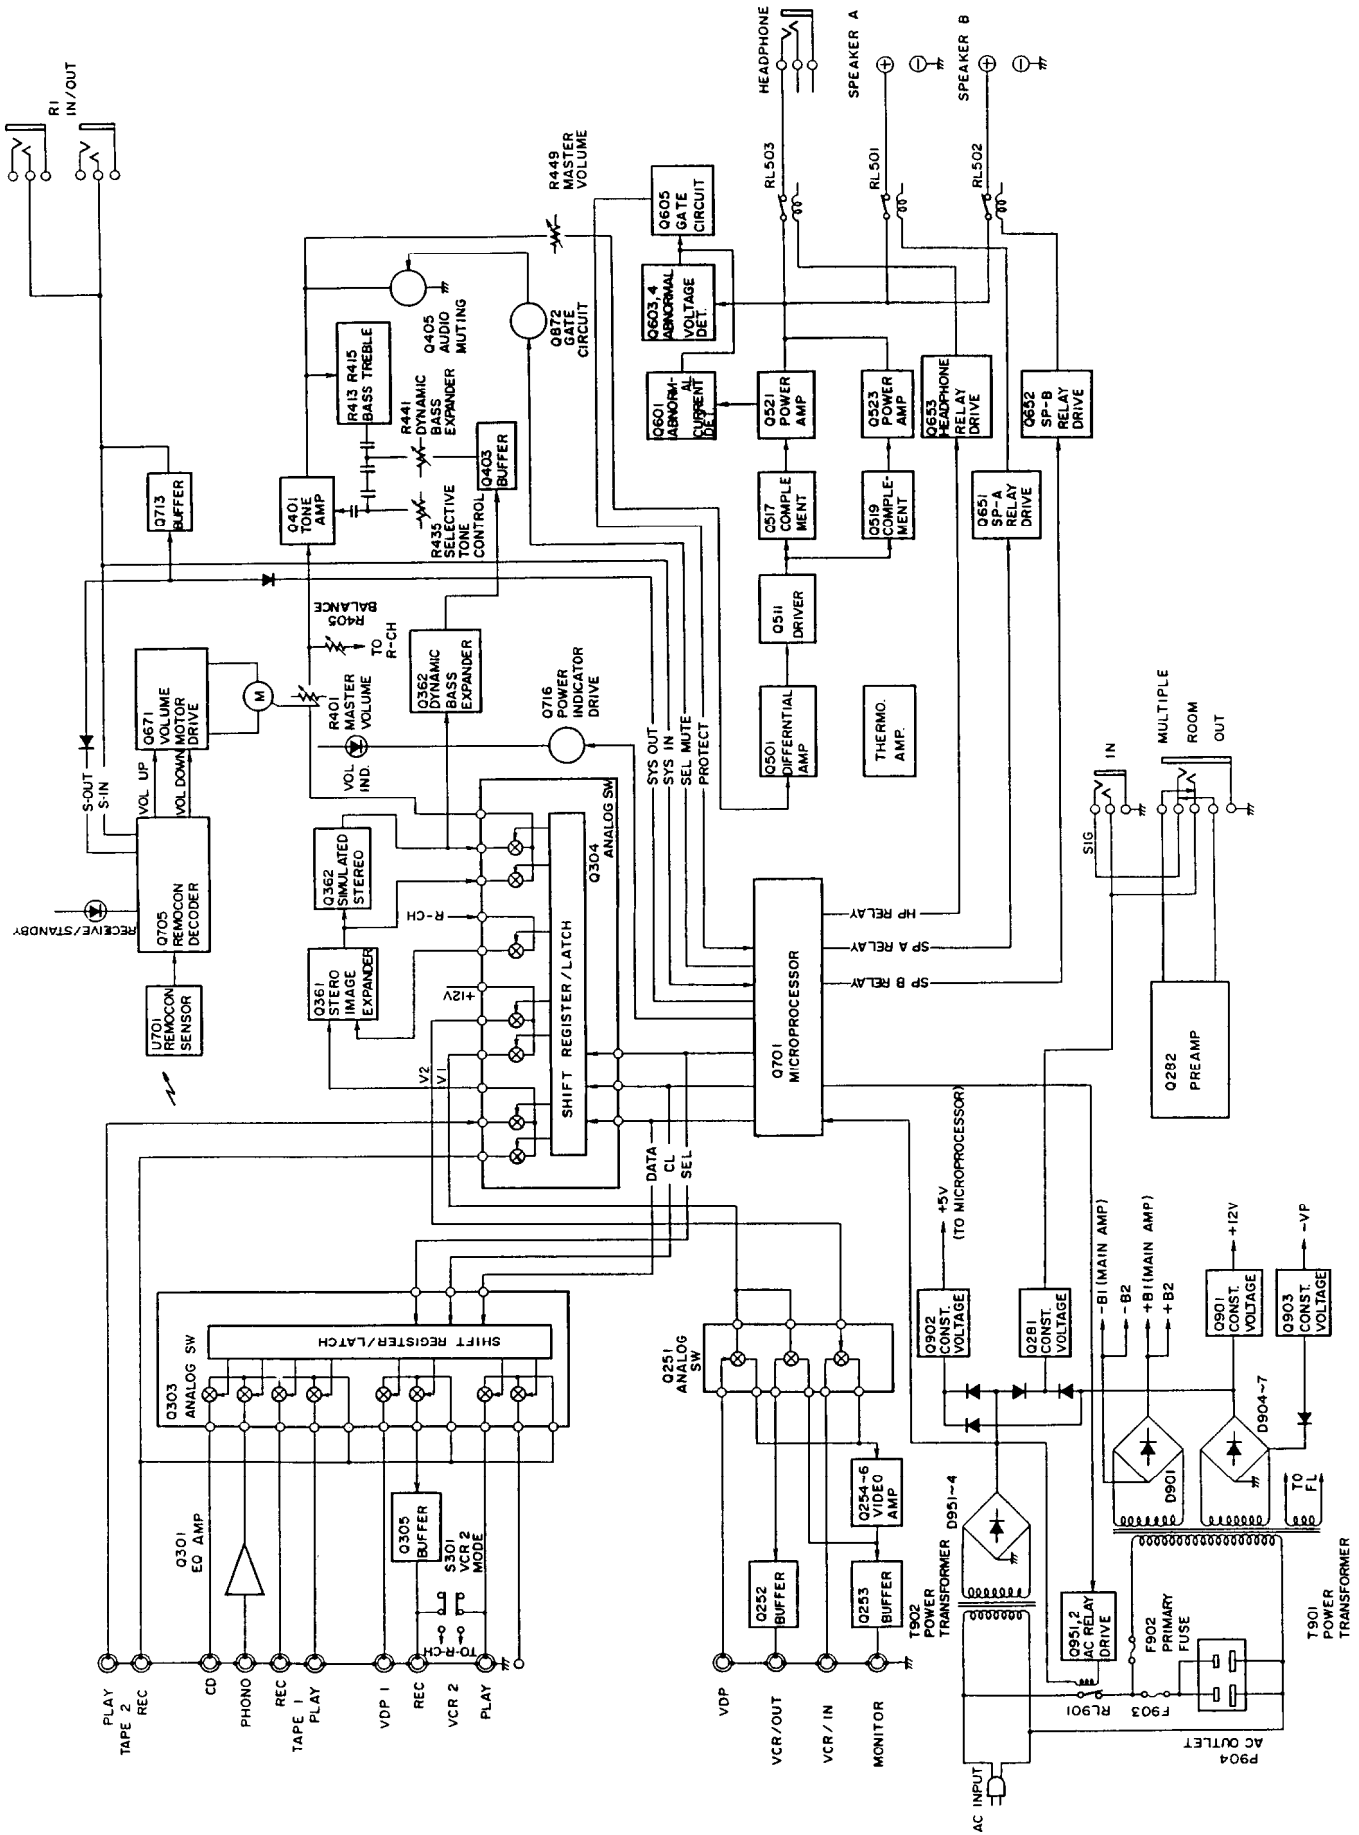 R1
IN/OUT
RECEIVE/STANDBY
U701
REMOCON
SENSOR
Q705
REMOCON
DECODER
S-OUT
S-IN
VOL UP
VOL DOWN
Q671
VOLUME
MOTOR
DRIVE
M
Q713
BUFFER
Q401
TONE
AMP
R405
BALANCE
TO
R-CH
R401
MASTER
VOLUME
VOL
IND.
Q716
POWER
INDICATOR
DRIVE
R413 R415
BASS TREBLE
R441
DYNAMIC
BASS
EXPANDER
R435
SELECTIVE
TONE
CONTROL
Q403
BUFFER
Q405
AUDIO
MUTING
Q872
GATE
CIRCUIT
R449
MASTER
VOLUME
Q362
SIMULATED
STEREO
Q361
STERO
IMAGE
EXPANDER
Q362
DYNAMIC
BASS
EXPANDER
R-CH
+12V
V2
V1
SHIFT REGISTER/LATCH
Q304
ANALOG SW
SYS OUT
SYS IN
SEL MUTE
PROTECT
DATA
CL
SEL
Q701
MICROPROCESSOR
HP RELAY
SP A RELAY
SP B RELAY
Q605
GATE
CIRCUIT
Q603,4
ABNORMAL
VOLTAGE
DET.
Q601
ABNORM-
AL
CURRENT
DET.
Q521
POWER
AMP
Q523
POWER
AMP
Q517
COMPLE
MENT
Q519
COMPLE-
MENT
Q511
DRIVER
Q501
DIFFERNTIAL
AMP
THERMO.
AMP.
Q653
HEADPHONE
RELAY
DRIVE
Q651
SP-A
RELAY
DRIVE
Q652
SP-B
RELAY
DRIVE
RL503
RL501
RL502
HEADPHONE
SPEAKER A
SPEAKER B
+
-
+
-
IN
SIG
MULTIPLE
ROOM
OUT
Q282
PREAMP
PLAY
TAPE 2
REC
CD
PHONO
REC
TAPE 1
PLAY
VDP 1
REC
VCR 2
PLAY
Q301
EQ AMP
Q305
BUFFER
S301
VCR 2
MODE
TO-R-CH
Q303
ANALOG SW
SHIFT REGISTER/LATCH
Q251
ANALOG
SW
Q252
BUFFER
Q253
BUFFER
Q254~6
VIDEO
AMP
VDP
VCR/OUT
VCR/IN
MONITOR
T902
POWER
TRANSFORMER
D951~4
Q902
CONST.
VOLTAGE
+5V
(TO MICROPROCESSOR)
Q281
CONST.
VOLTAGE
-B1(MAIN AMP)
-B2
+B1(MAIN AMP)
+B2
Q901
CONST.
VOLTAGE
+12V
Q903
CONST.
VOLTAGE
-VP
D901
D904~7
TO
FL
Q951,2
AC RELAY
DRIVE
F902
PRIMARY
FUSE
T901
POWER
TRANSFORMER
RL901
F903
P904
AC OUTLET
AC INPUT